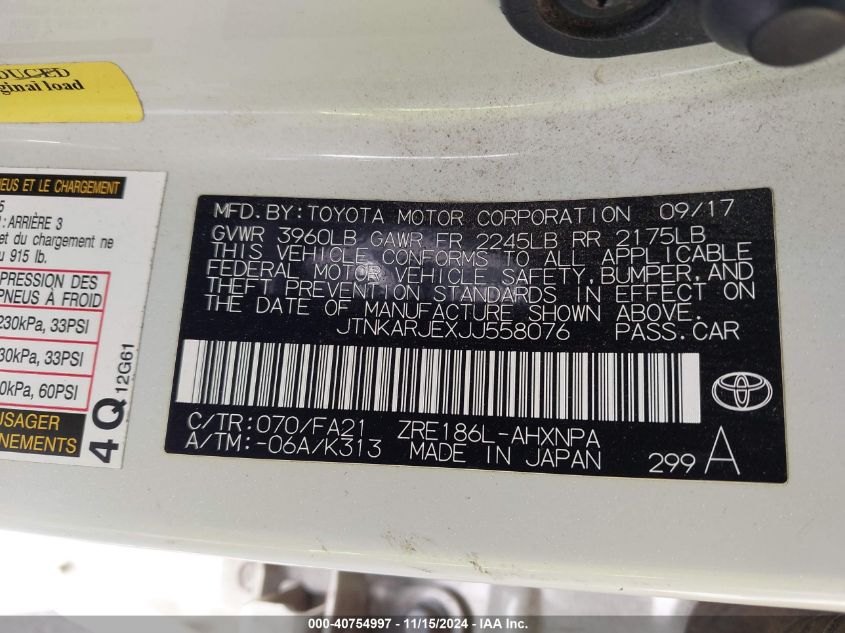 DUCED
ginal load
NEUS ET LE CHARGEMENT
5
: ARRIÈRE 3
et du chargement ne
u 915 lb.
PRESSION DES
PNEUS À FROID
230kPa, 33PSI
30kPa, 33PSI
0kPa, 60PSI
USAGER
NEMENTS
4Q 12G61
MFD.BY:TOYOTA MOTOR CORPORATION 09/17
GVWR 3960LB GAWR FR 2245LB RR 2175LB
THIS VEHICLE CONFORMS TO ALL APPLICABLE
FEDERAL MOTOR VEHICLE SAFETY,BUMPER,AND
THEFT PREVENTION STANDARDS IN EFFECT ON
THE DATE OF MANUFACTURE SHOWN ABOVE.
JTNKARJEXJJ558076 PASS.CAR
C/TR:070/FA21 ZRE186L-AHXNPA
A/TM:-06A/K313 MADE IN JAPAN 299 A
000-40754997 - 11/15/2024 - IAA Inc.